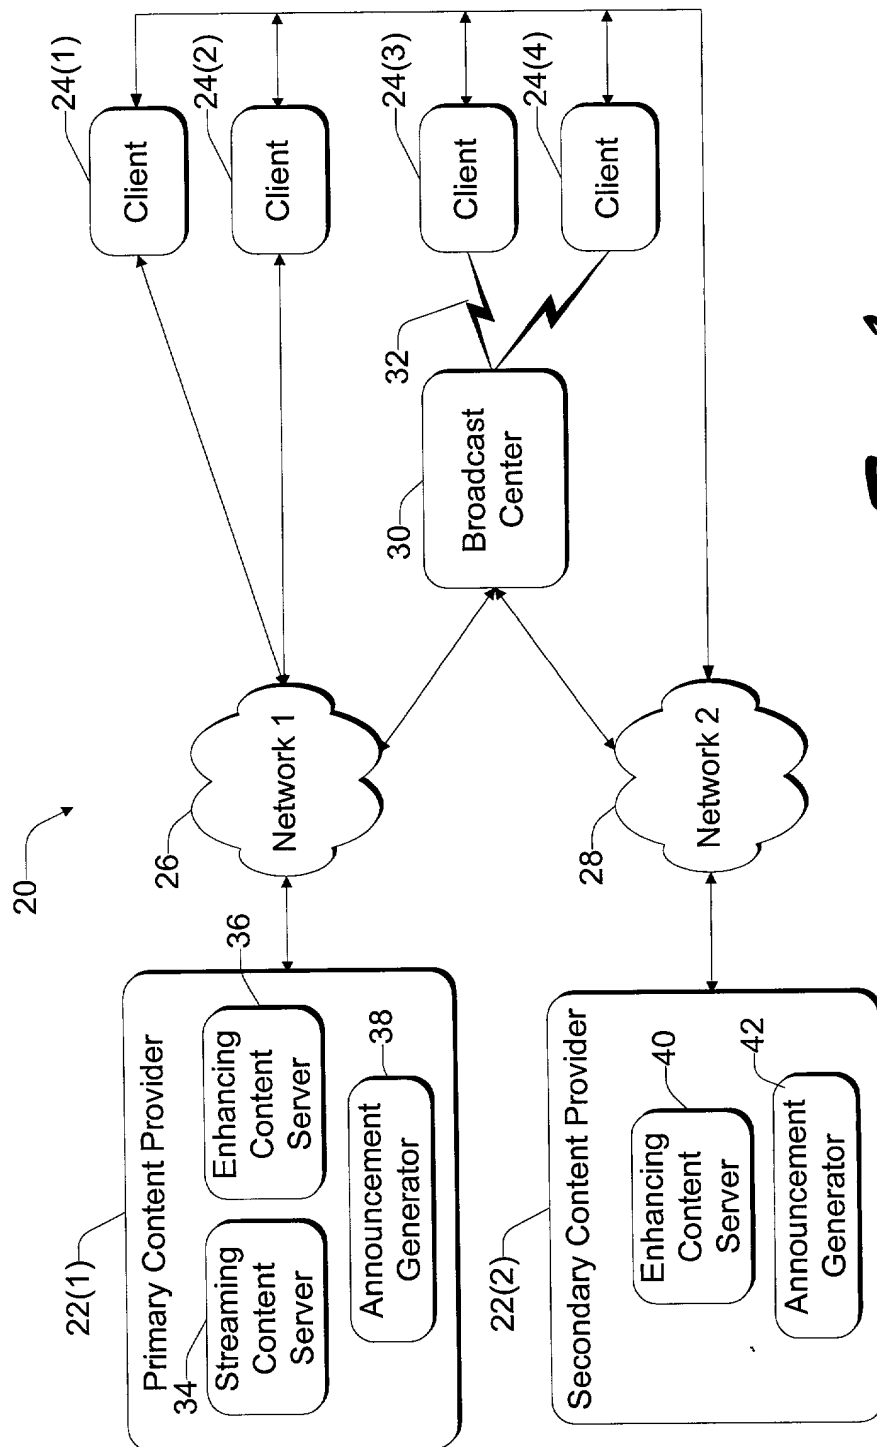 20
22(1)
Primary Content Provider
34
Streaming
Content
Server
36
Enhancing
Content
Server
38
Announcement
Generator
26
Network 1
24(1)
Client
24(2)
Client
30
Broadcast
Center
32
24(3)
Client
24(4)
Client
22(2)
Secondary Content Provider
40
Enhancing
Content
Server
42
Announcement
Generator
28
Network 2